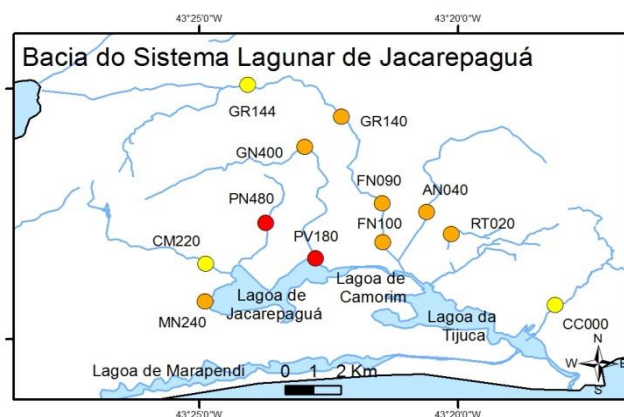 43°25'0"W
43°20'0"W
Bacia do Sistema Lagunar de Jacarepaguá
GR144
GR140
GN400
FN090
AN040
PN480
FN100
RT020
PV180
CM220
Lagoa de
Camorim
Lagoa de
Jacarepaguá
Lagoa da
Tijuca
MN240
CC000
N
W
E
S
Lagoa de Marapendi
0 1 2 Km
43°25'0"W
43°20'0"W